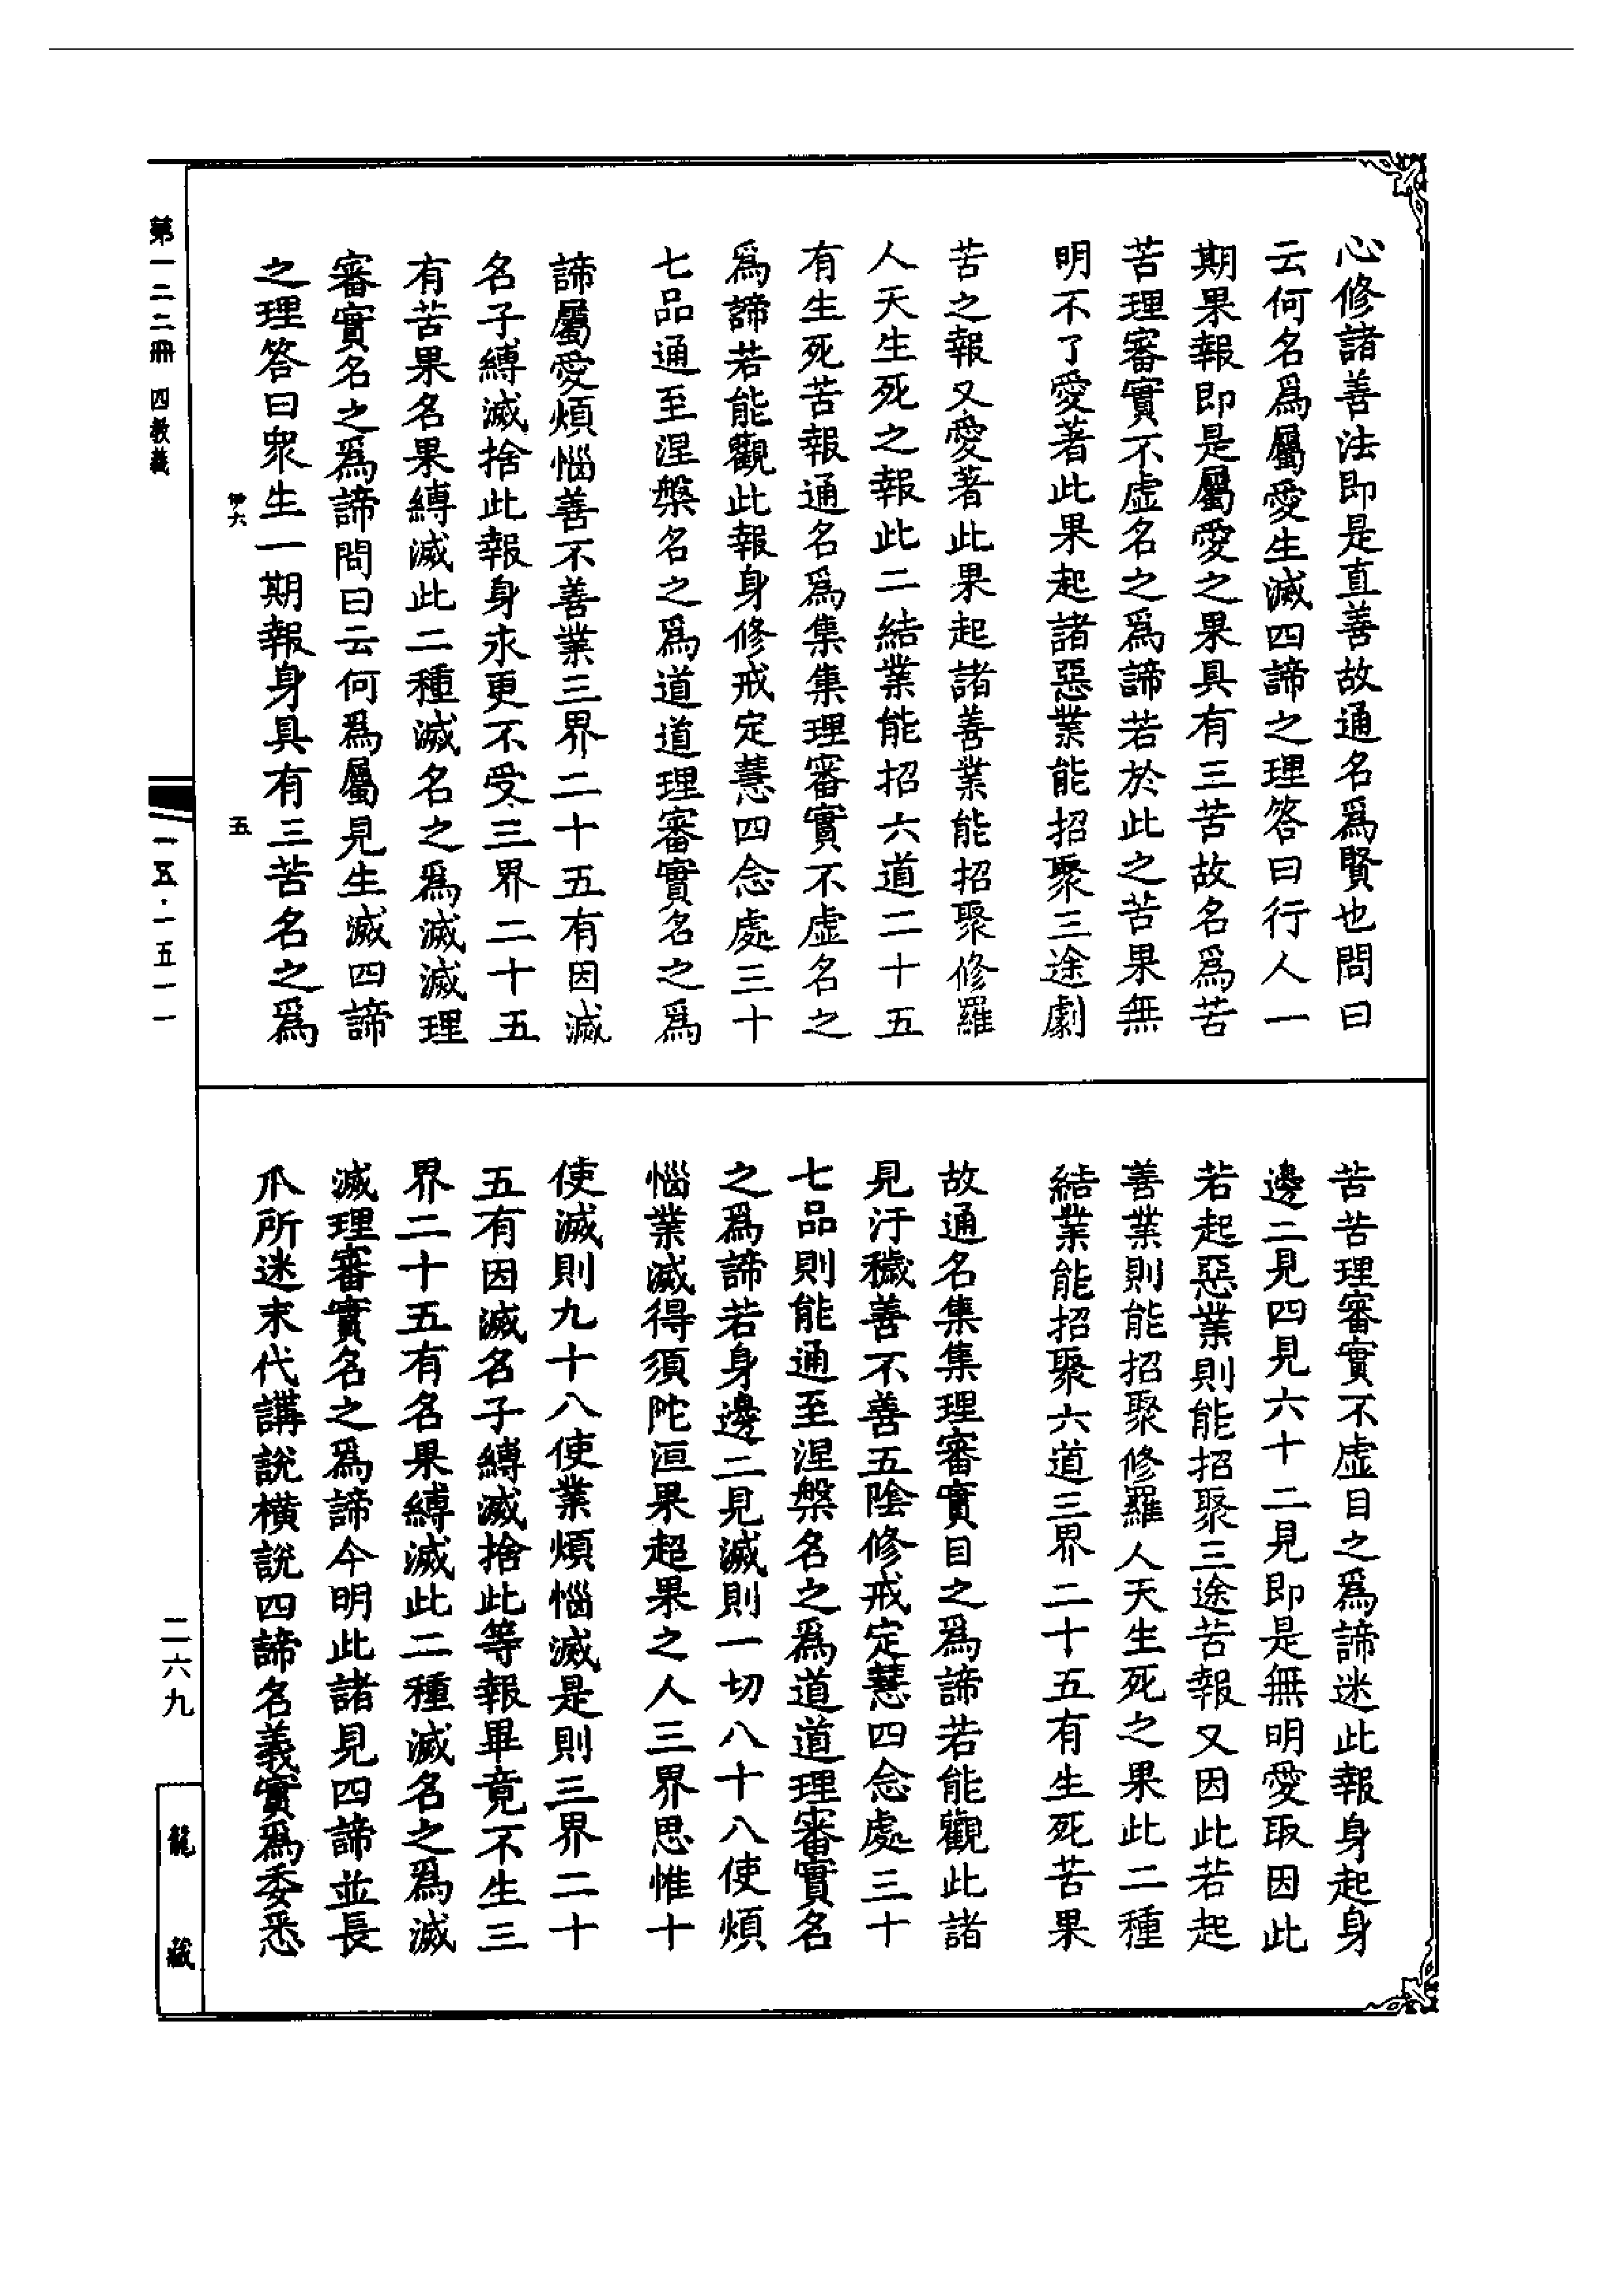 心修諸善法即是直善故通名爲賢也問曰
云何名爲屬愛生滅四諦之理答曰行人一
期果報即是屬愛之果具有三苦故名爲苦
苦理審實不虛名之爲諦若於此之苦果無
明不了愛著此果起諸惡業能招聚三途劇
苦之報又愛著此果起諸善業能招聚修羅
人天生死之報此二結業能招六道二十五
有生死苦報通名爲集集理審實不虛名之
爲諦若能觀此報身修戒定慧四念處三十
七品通至涅槃名之爲道道理審實名之爲
諦屬愛煩惱善不善業三界二十五有因滅
名子縛滅捨此報身永更不受三界二十五
有苦果名果縛滅此二種滅名之爲滅滅理
審實名之爲諦問曰云何爲屬見生滅四諦
之理答曰眾生一期報身具有三苦名之爲
苦苦理審實不虛目之爲諦迷此報身起身
邊二見四見六十二見即是無明愛取因此
若起惡業則能招聚三途苦報又因此若起
善業則能招聚修羅人天生死之果此二種
結業能招聚六道三界二十五有生死苦果
故通名集集理審實目之爲諦若能觀此諸
見汙穢善不善五陰修戒定慧四念處三十
七品則能通至涅槃名之爲道道理審實名
之爲諦若身邊二見滅則一切八十八使煩
惱業滅得須陀洹果超果之人三界思惟十
使滅則九十八使業煩惱滅是則三界二十
五有因滅名子縛滅捨此等報畢竟不生三
界二十五有名果縛滅此二種滅名之爲滅
滅理審實名之爲諦今明此諸見四諦並長
爪所迷末代講說橫說四諦名義實爲委悉
第一二二冊 四教義
伊六 五
一五·一五一一
二六九
龍藏